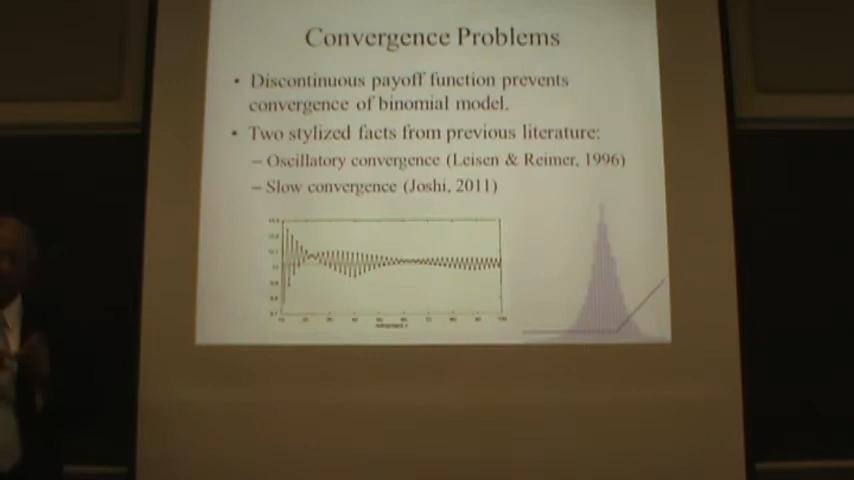 Convergence Problems
• Discontinuous payoff function prevents
convergence of binomial model.
• Two stylized facts from previous literature:
– Oscillatory convergence (Leisen & Reimer, 1996)
– Slow convergence (Joshi, 2011)